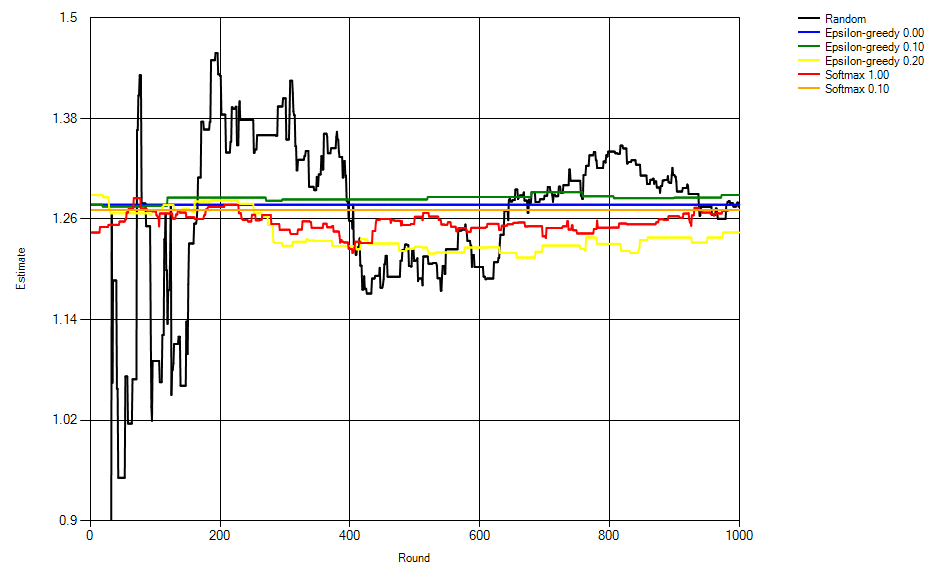 1.5
1.38
1.26
1.14
1.02
0.9
Estimate
0
200
400
600
800
1000
Round
Random
Epsilon-greedy 0.00
Epsilon-greedy 0.10
Epsilon-greedy 0.20
Softmax 1.00
Softmax 0.10